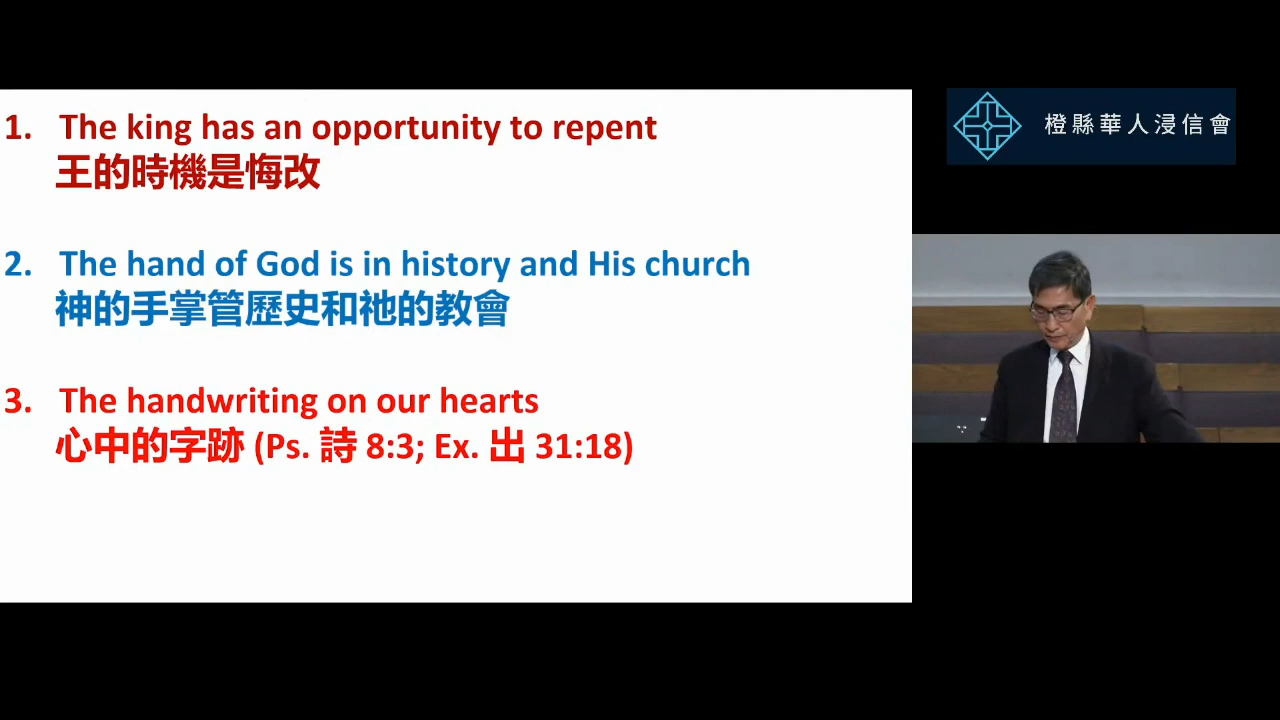 1. The king has an opportunity to repent
王的時機是悔改
2. The hand of God is in history and His church
神的手掌管歷史和祂的教會
3. The handwriting on our hearts
心中的字跡 (Ps. 詩 8:3; Ex. 出 31:18)
橙縣華人浸信會